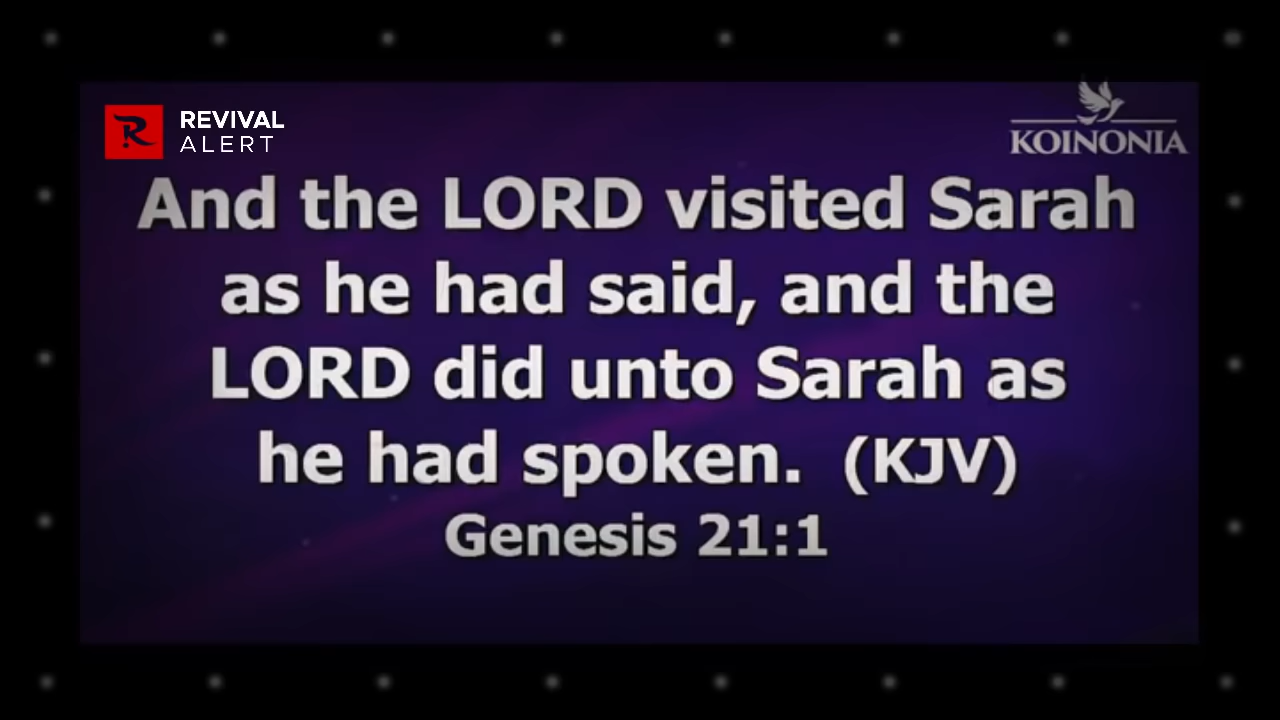 REVIVAL
ALERT
KOINONIA
And the LORD visited Sarah
as he had said, and the
LORD did unto Sarah as
he had spoken. (KJV)
Genesis 21:1